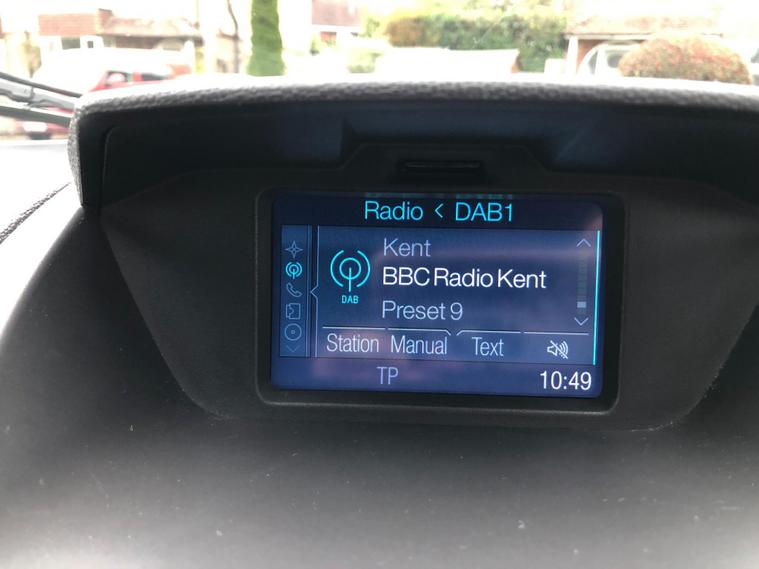 Radio < DAB1
Kent
BBC Radio Kent
DAB
Preset 9
Station Manual Text
TP 10:49